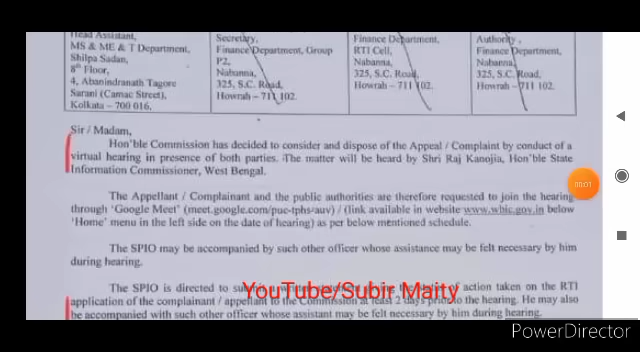 Head Assistant,
MS & ME & T Department,
Shilpa Sadan,
8th Floor,
4, Abanindranath Tagore
Sarani (Camac Street),
Kolkata – 700 016.
Secretary,
Finance Department, Group
P2,
Nabanna,
325, S.C. Road,
Howrah – 711 102.
Finance Department,
RTI Cell,
Nabanna,
325, S.C. Road,
Howrah – 711 102.
Authority,
Finance Department,
Nabanna,
325, S.C. Road,
Howrah – 711 102.
Sir / Madam,
Hon'ble Commission has decided to consider and dispose of the Appeal / Complaint by conduct of a
virtual hearing in presence of both parties. The matter will be heard by Shri Raj Kanojia, Hon'ble State
Information Commissioner, West Bengal.
The Appellant / Complainant and the public authorities are therefore requested to join the hearing
through 'Google Meet' (meet.google.com/puc-tphs-auv) / (link available in website www.wbic.gov.in below
'Home' menu in the left side on the date of hearing) as per below mentioned schedule.
The SPIO may be accompanied by such other officer whose assistance may be felt necessary by him
during hearing.
The SPIO is directed to of action taken on the RTI
application of the complainant / appellant to the Commission at least 2 days prior to the hearing. He may also
be accompanied with such other officer whose assistant may be felt necessary by him during hearing.
YouTube/Subir Maity
00:01
PowerDirector